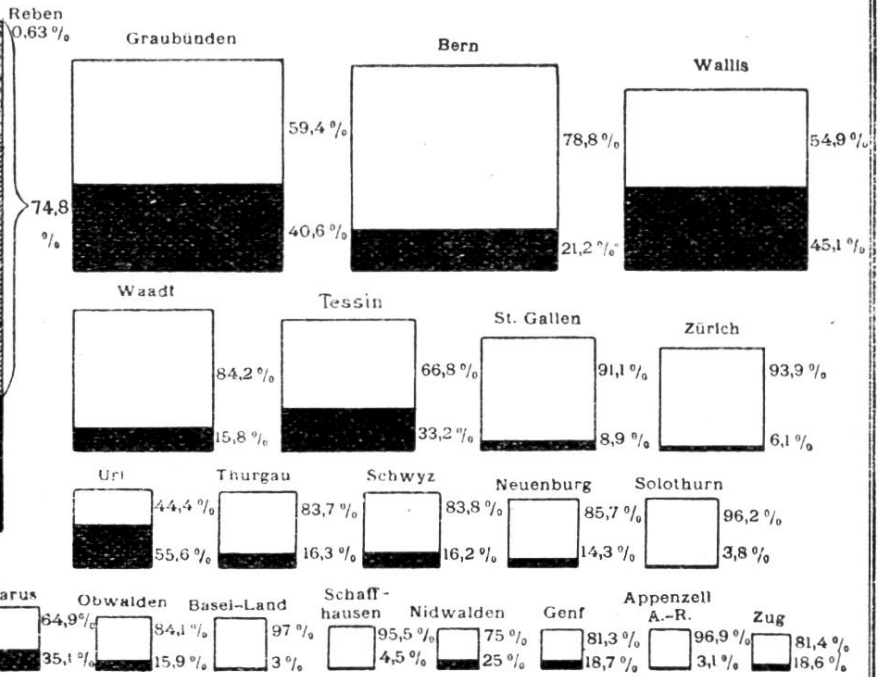 Reben
0,63 %
74,8
%
Graubünden
59,4 %
40,6 %
Bern
78,8 %
21,2 %
Wallis
54,9 %
45,1 %
Waadt
84,2 %
15,8 %
Tessin
66,8 %
33,2 %
St. Gallen
91,1 %
8,9 %
Zürich
93,9 %
6,1 %
Uri
44,4 %
55,6 %
Thurgau
83,7 %
16,3 %
Schwyz
83,8 %
16,2 %
Neuenburg
85,7 %
14,3 %
Solothurn
96,2 %
3,8 %
arus
64,9 %
35,1 %
Obwalden
84,1 %
15,9 %
Basel-Land
97 %
3 %
Schaff-
hausen
95,5 %
4,5 %
Nidwalden
75 %
25 %
Genf
81,3 %
18,7 %
Appenzell
A.-R.
96,9 %
3,1 %
Zug
81,4 %
18,6 %